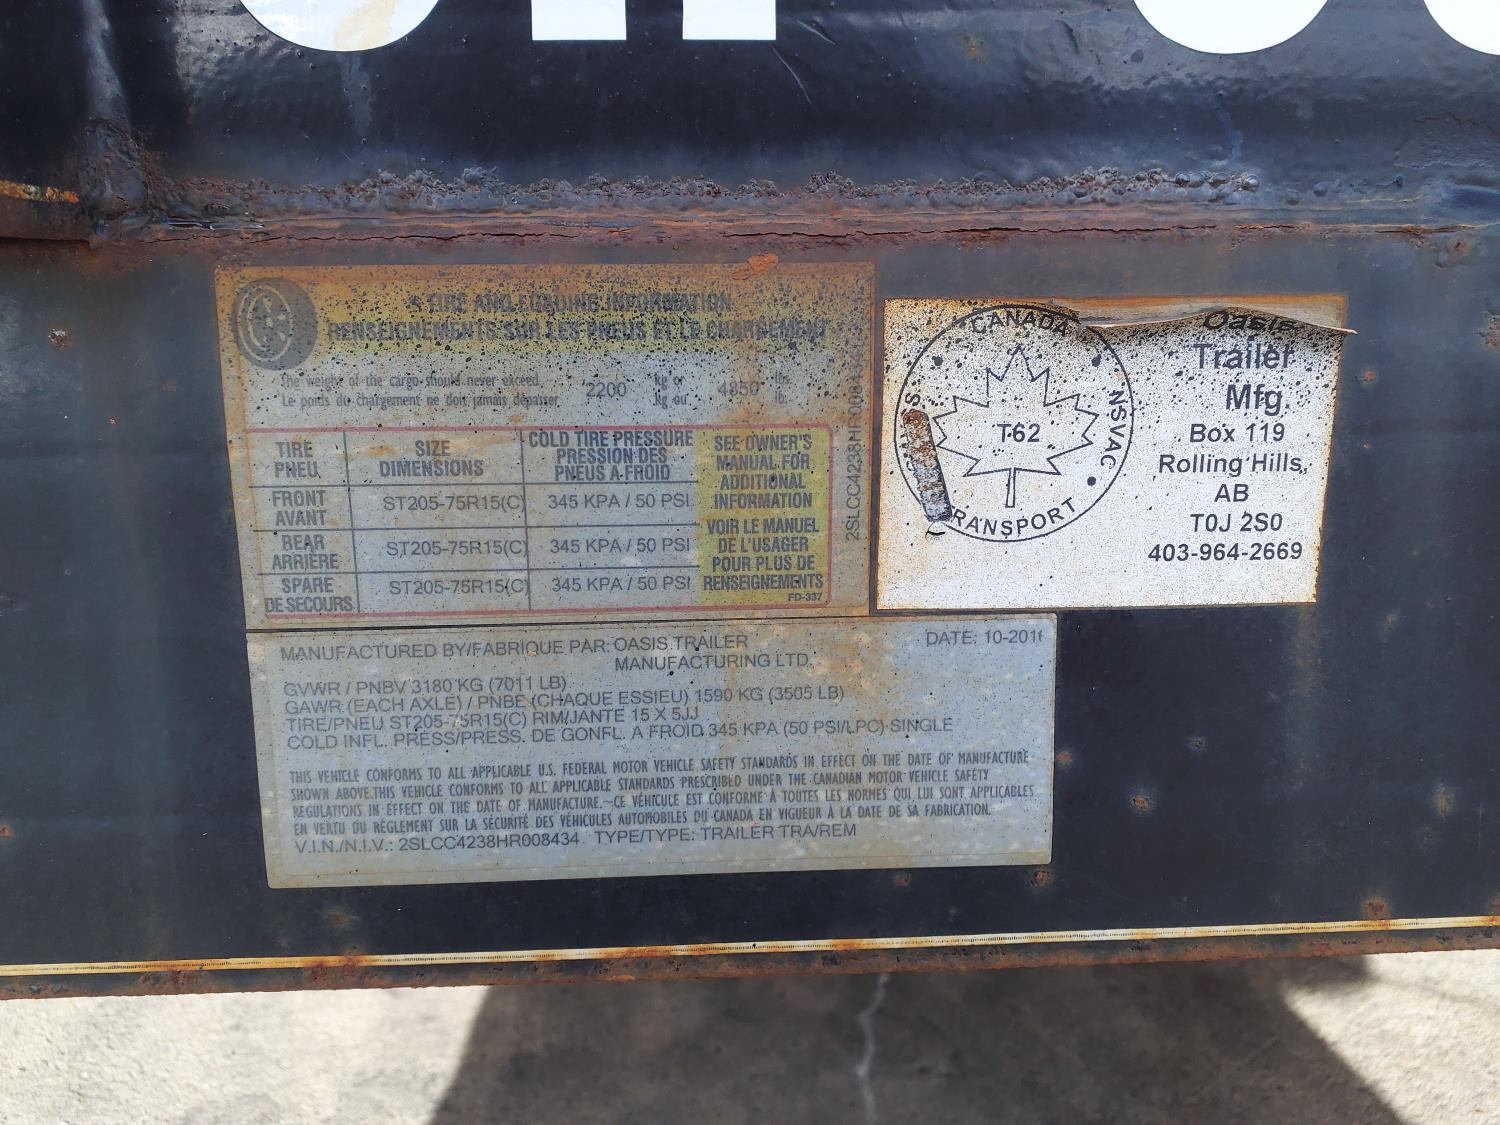 TIRE AND LOADING INFORMATION
RENSEIGNEMENTS SUR LES PNEUS ET LE CHARGEMENT
The weight of the cargo should never exceed 2200 kg or 4850 lbs.
Le poids du chargement ne doit jamais dépasser kg ou lb.
TIRE PNEU
SIZE DIMENSIONS
COLD TIRE PRESSURE
PRESSION DES
PNEUS A FROID
FRONT AVANT ST205-75R15(C) 345 KPA / 50 PSI
REAR ARRIÈRE ST205-75R15(C) 345 KPA / 50 PSI
SPARE DE SECOURS ST205-75R15(C) 345 KPA / 50 PSI
SEE OWNER'S
MANUAL FOR
ADDITIONAL
INFORMATION
VOIR LE MANUEL
DE L'USAGER
POUR PLUS DE
RENSEIGNEMENTS
FD-337
2SLCC4238HR008434
CANADA
NSVAC
TRANSPORT
T62
Oasis
Trailer
Mfg.
Box 119
Rolling Hills,
AB
T0J 2S0
403-964-2669
MANUFACTURED BY/FABRIQUE PAR: OASIS TRAILER DATE: 10-2016
MANUFACTURING LTD.
GVWR / PNBV 3180 KG (7011 LB)
GAWR (EACH AXLE) / PNBE (CHAQUE ESSIEU) 1590 KG (3505 LB)
TIRE/PNEU ST205-75R15(C) RIM/JANTE 15 X 5JJ
COLD INFL. PRESS/PRESS. DE GONFL. A FROID 345 KPA (50 PSI/LPC) SINGLE
THIS VEHICLE CONFORMS TO ALL APPLICABLE U.S. FEDERAL MOTOR VEHICLE SAFETY STANDARDS IN EFFECT ON THE DATE OF MANUFACTURE
SHOWN ABOVE.THIS VEHICLE CONFORMS TO ALL APPLICABLE STANDARDS PRESCRIBED UNDER THE CANADIAN MOTOR VEHICLE SAFETY
REGULATIONS IN EFFECT ON THE DATE OF MANUFACTURE.~CE VÉHICULE EST CONFORME À TOUTES LES NORMES QUI LUI SONT APPLICABLES
EN VERTU DU RÈGLEMENT SUR LA SÉCURITÉ DES VÉHICULES AUTOMOBILES DU CANADA EN VIGUEUR À LA DATE DE SA FABRICATION.
V.I.N./N.I.V.: 2SLCC4238HR008434 TYPE/TYPE: TRAILER TRA/REM